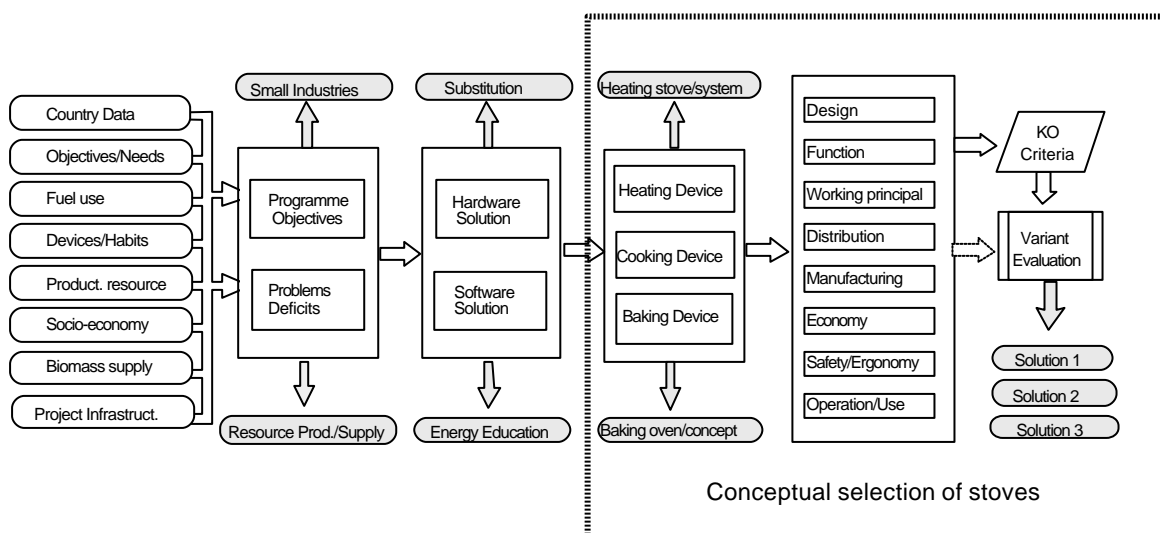 Country Data
Objectives/Needs
Fuel use
Devices/Habits
Product. resource
Socio-economy
Biomass supply
Project Infrastruct.
Small Industries
Programme
Objectives
Problems
Deficits
Resource Prod./Supply
Substitution
Hardware
Solution
Software
Solution
Energy Education
Heating stove/system
Heating Device
Cooking Device
Baking Device
Baking oven/concept
Design
Function
Working principal
Distribution
Manufacturing
Economy
Safety/Ergonomy
Operation/Use
KO
Criteria
Variant
Evaluation
Solution 1
Solution 2
Solution 3
Conceptual selection of stoves